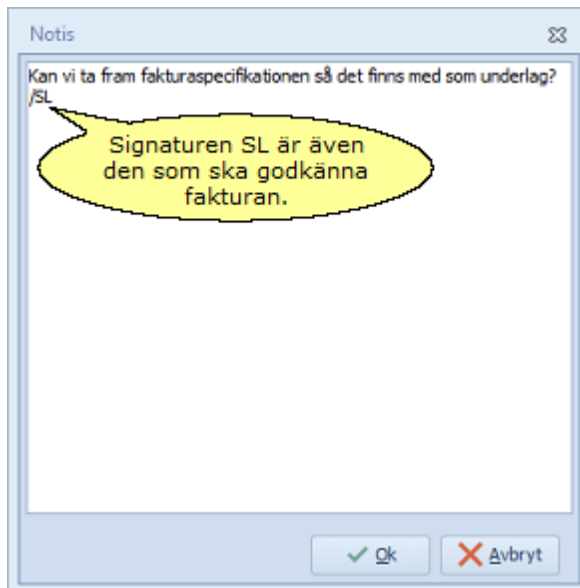 Notis
Kan vi ta fram fakturaspecifikationen så det finns med som underlag?
/SL
Signaturen SL är även
den som ska godkänna
fakturan.
Ok
Avbryt